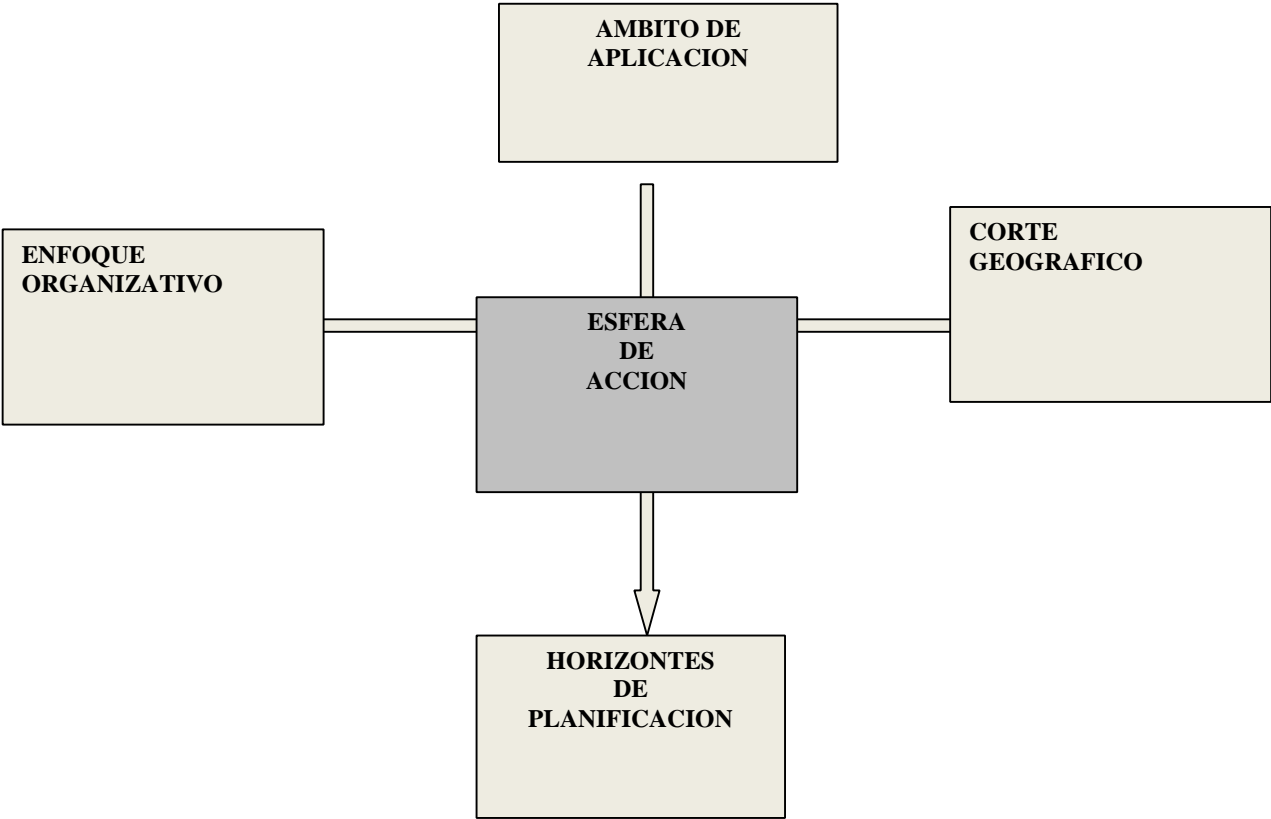 AMBITO DE
APLICACION
ENFOQUE
ORGANIZATIVO
CORTE
GEOGRAFICO
ESFERA
DE
ACCION
HORIZONTES
DE
PLANIFICACION